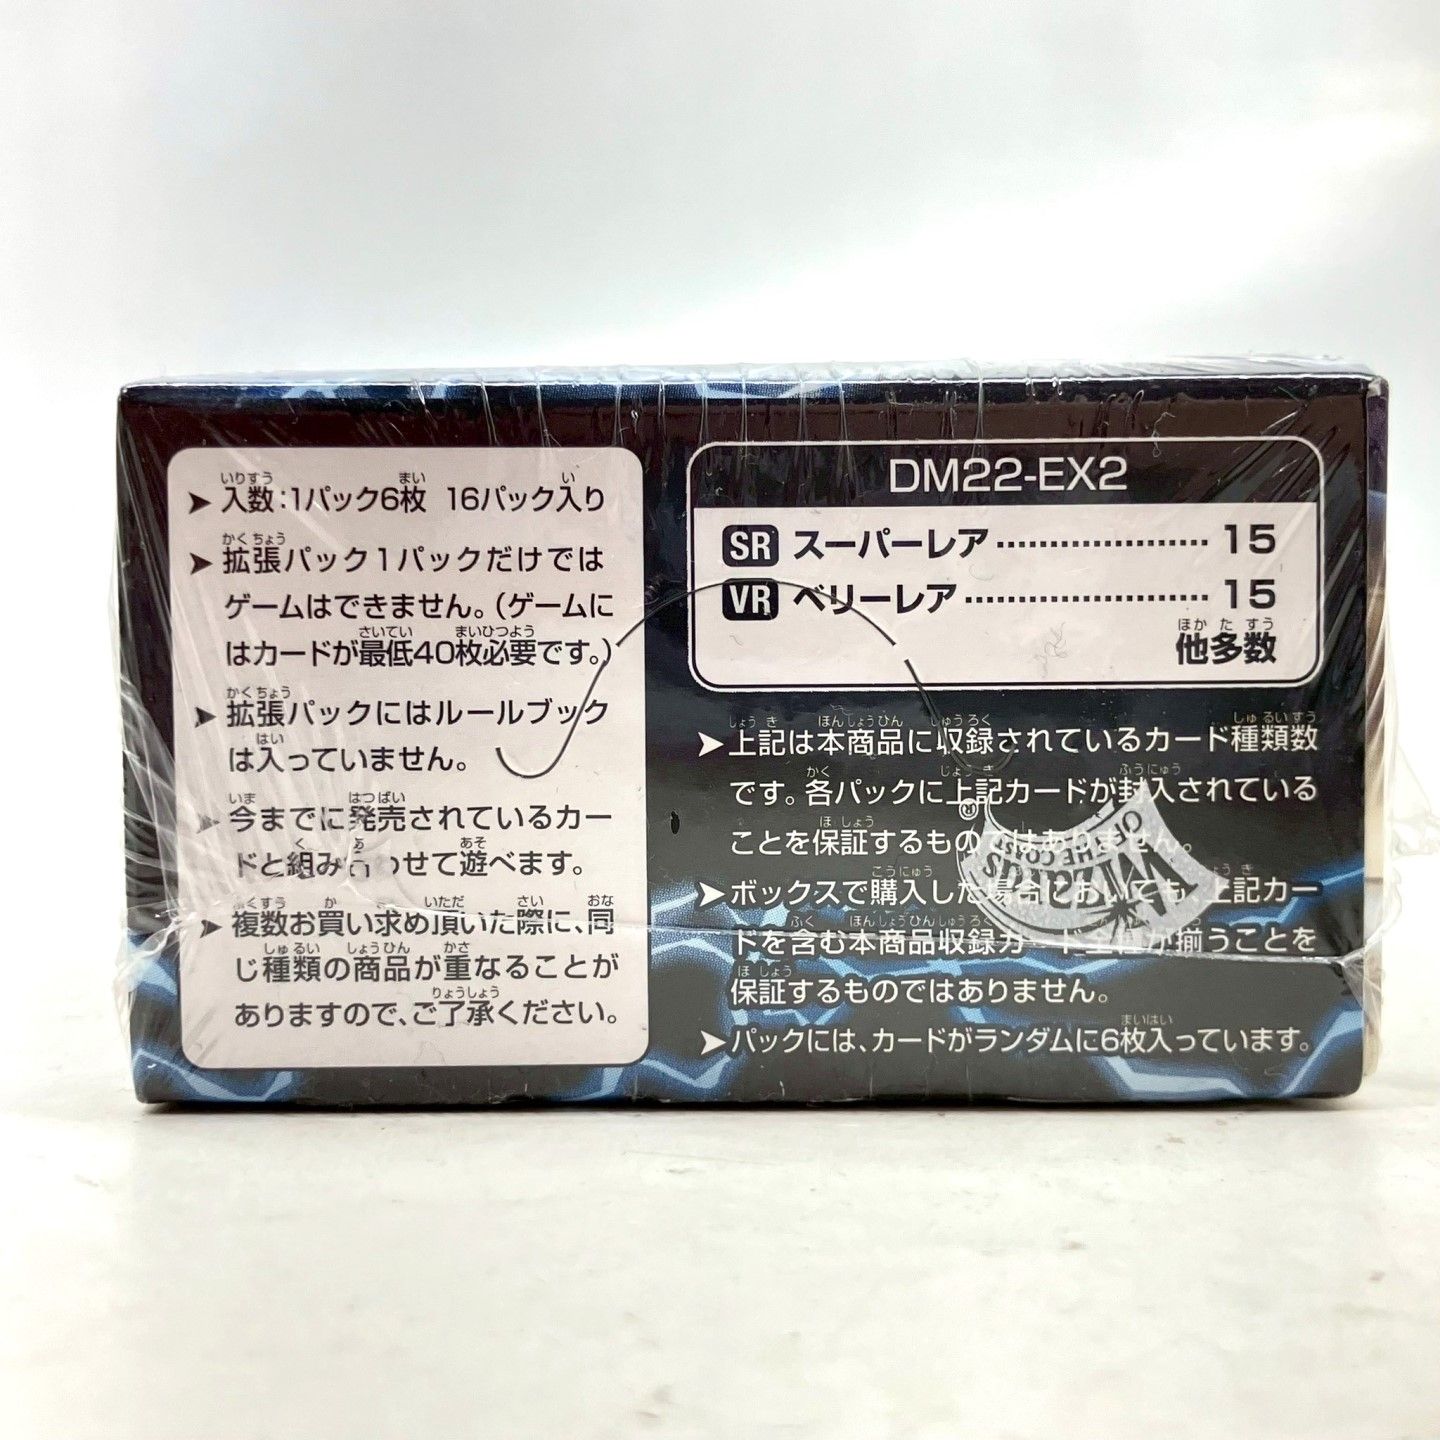 ➤入数：1パック6枚 16パック入り
➤拡張パック1パックだけでは
ゲームはできません。（ゲームに
はカードが最低40枚必要です。）
➤拡張パックにはルールブック
は入っていません。
➤今までに発売されているカー
ドと組み合わせて遊べます。
➤複数お買い求め頂いた際に、同
じ種類の商品が重なることが
ありますので、ご了承ください。
DM22-EX2
SR スーパーレア…………………15
VR ベリーレア……………………15
他多数
➤上記は本商品に収録されているカード種類数
です。各パックに上記カードが封入されている
ことを保証するものではありません。
➤ボックスで購入した場合においても、上記カー
ドを含む本商品収録カード全種が揃うことを
保証するものではありません。
➤パックには、カードがランダムに6枚入っています。
Wizards
OF THE COAST
®